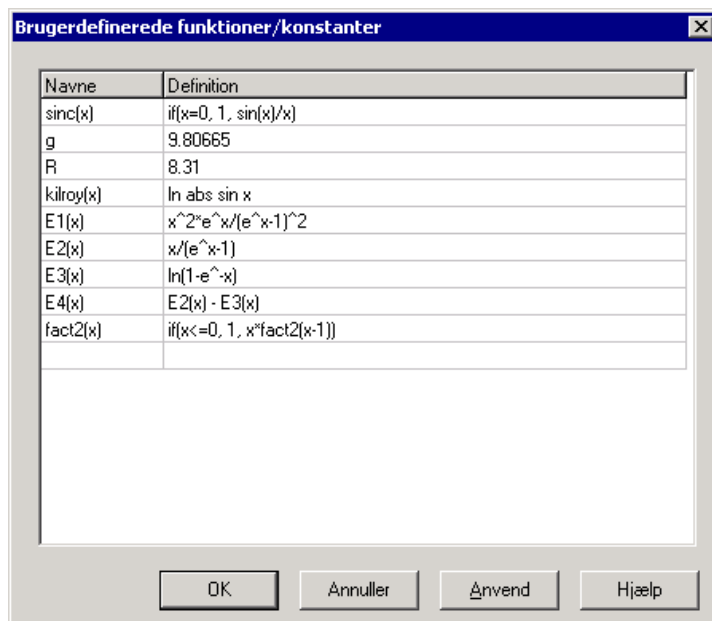 Brugerdefinerede funktioner/konstanter
Navne Definition
sinc(x) if(x=0, 1, sin(x)/x)
g 9.80665
R 8.31
kilroy(x) ln abs sin x
E1(x) x^2*e^x/(e^x-1)^2
E2(x) x/(e^x-1)
E3(x) ln(1-e^-x)
E4(x) E2(x) - E3(x)
fact2(x) if(x<=0, 1, x*fact2(x-1))
OK Annuller Anvend Hjælp